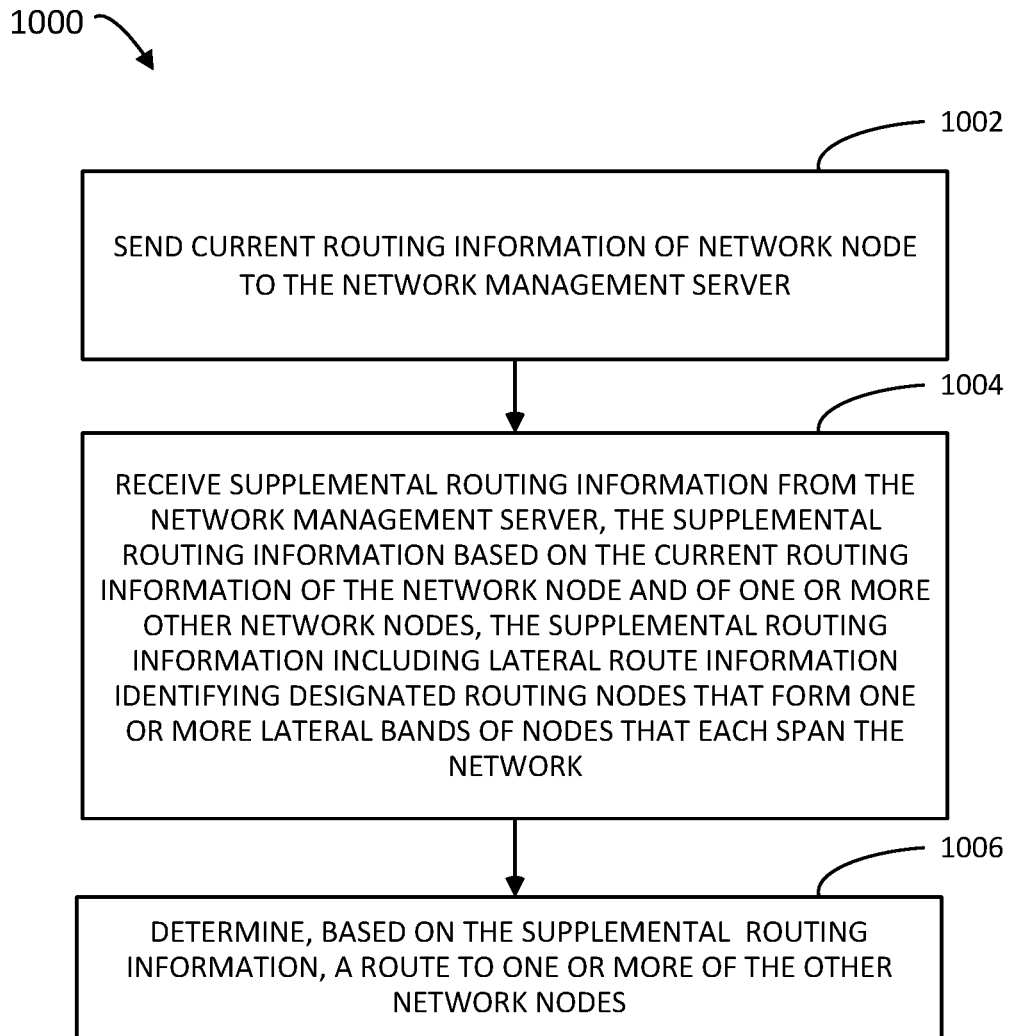 1000
1002
SEND CURRENT ROUTING INFORMATION OF NETWORK NODE
TO THE NETWORK MANAGEMENT SERVER
1004
RECEIVE SUPPLEMENTAL ROUTING INFORMATION FROM THE
NETWORK MANAGEMENT SERVER, THE SUPPLEMENTAL
ROUTING INFORMATION BASED ON THE CURRENT ROUTING
INFORMATION OF THE NETWORK NODE AND OF ONE OR MORE
OTHER NETWORK NODES, THE SUPPLEMENTAL ROUTING
INFORMATION INCLUDING LATERAL ROUTE INFORMATION
IDENTIFYING DESIGNATED ROUTING NODES THAT FORM ONE
OR MORE LATERAL BANDS OF NODES THAT EACH SPAN THE
NETWORK
1006
DETERMINE, BASED ON THE SUPPLEMENTAL ROUTING
INFORMATION, A ROUTE TO ONE OR MORE OF THE OTHER
NETWORK NODES